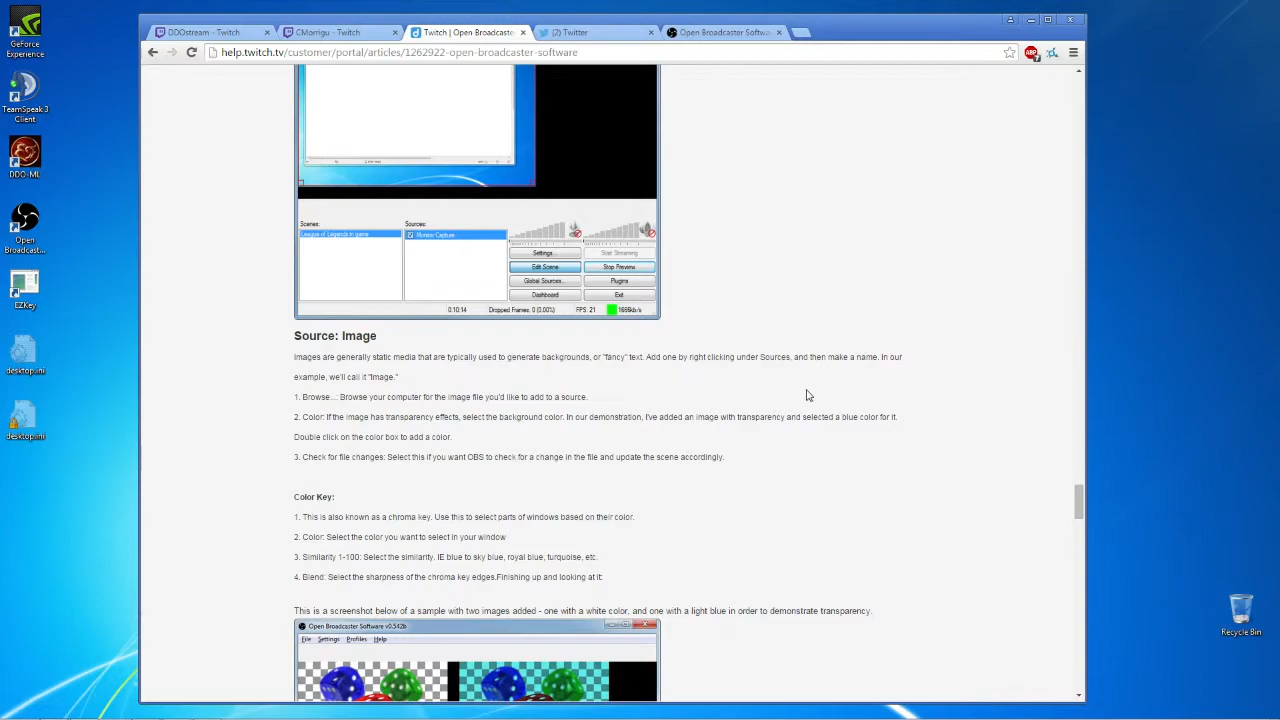 GeForce
Experience
TeamSpeak 3
Client
DDO-ML
Open
Broadcast...
EZKey
desktop.ini
desktop.ini
Recycle Bin
DDOstream - Twitch
CMorrigu - Twitch
Twitch | Open Broadcaste
(2) Twitter
Open Broadcaster Softwa
help.twitch.tv/customer/portal/articles/1262922-open-broadcaster-software
ABP
7
Scenes:
Sources:
League of Legends in game
Monitor Capture
Settings...
Start Streaming
Edit Scene
Stop Preview
Global Sources...
Plugins
Dashboard
Exit
0:10:14
Dropped Frames: 0 (0.00%)
FPS: 21
1666kb/s
Source: Image
Images are generally static media that are typically used to generate backgrounds, or "fancy" text. Add one by right clicking under Sources, and then make a name. In our
example, we'll call it "Image."
1. Browse...: Browse your computer for the image file you'd like to add to a source.
2. Color: If the image has transparency effects, select the background color. In our demonstration, I've added an image with transparency and selected a blue color for it.
Double click on the color box to add a color.
3. Check for file changes: Select this if you want OBS to check for a change in the file and update the scene accordingly.
Color Key:
1. This is also known as a chroma key. Use this to select parts of windows based on their color.
2. Color: Select the color you want to select in your window
3. Similarity 1-100: Select the similarity. IE blue to sky blue, royal blue, turquoise, etc.
4. Blend: Select the sharpness of the chroma key edges.Finishing up and looking at it:
This is a screenshot below of a sample with two images added - one with a white color, and one with a light blue in order to demonstrate transparency.
Open Broadcaster Software v0.542b
File Settings Profiles Help